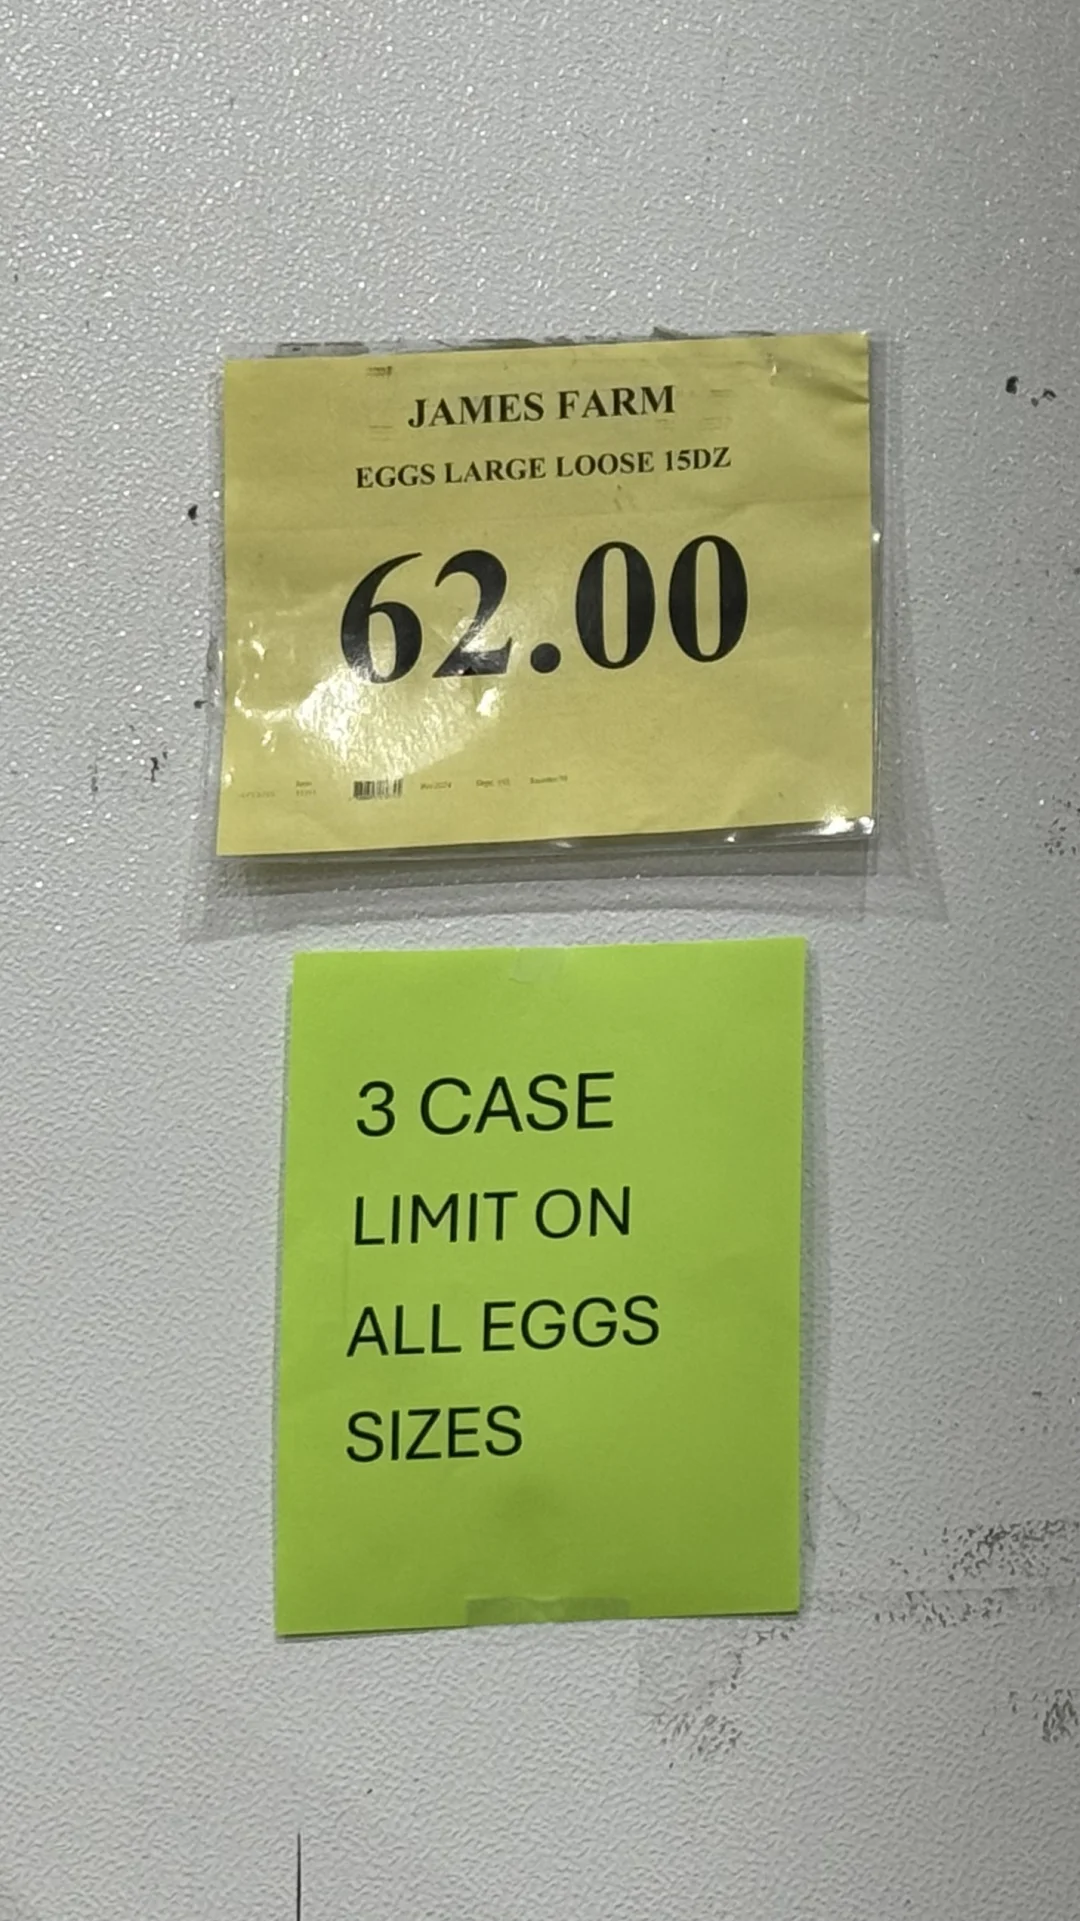 JAMES FARM
EGGS LARGE LOOSE 15DZ
62.00
3 CASE
LIMIT ON
ALL EGGS
SIZES